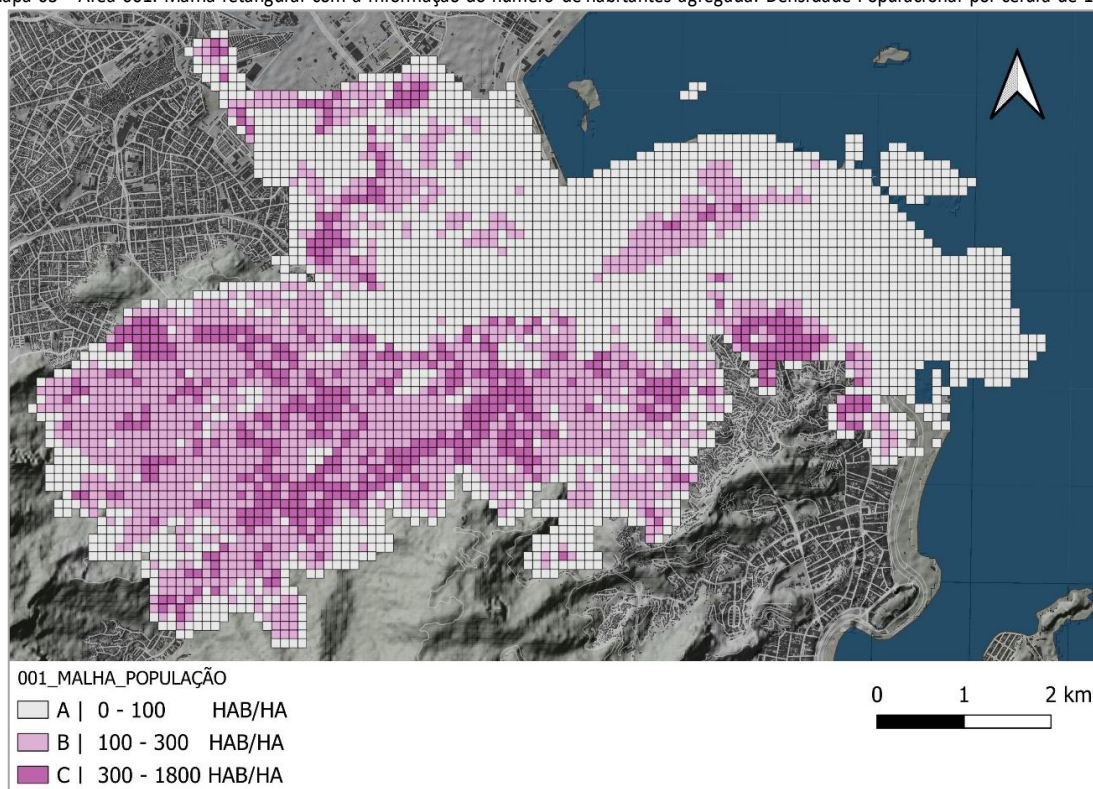 Área 001. Malha retangular com a informação do número de habitantes agregada. Densidade Populacional por célula de 1
001_MALHA_POPULAÇÃO
A | 0 - 100 HAB/HA
B | 100 - 300 HAB/HA
C | 300 - 1800 HAB/HA
0 1 2 km